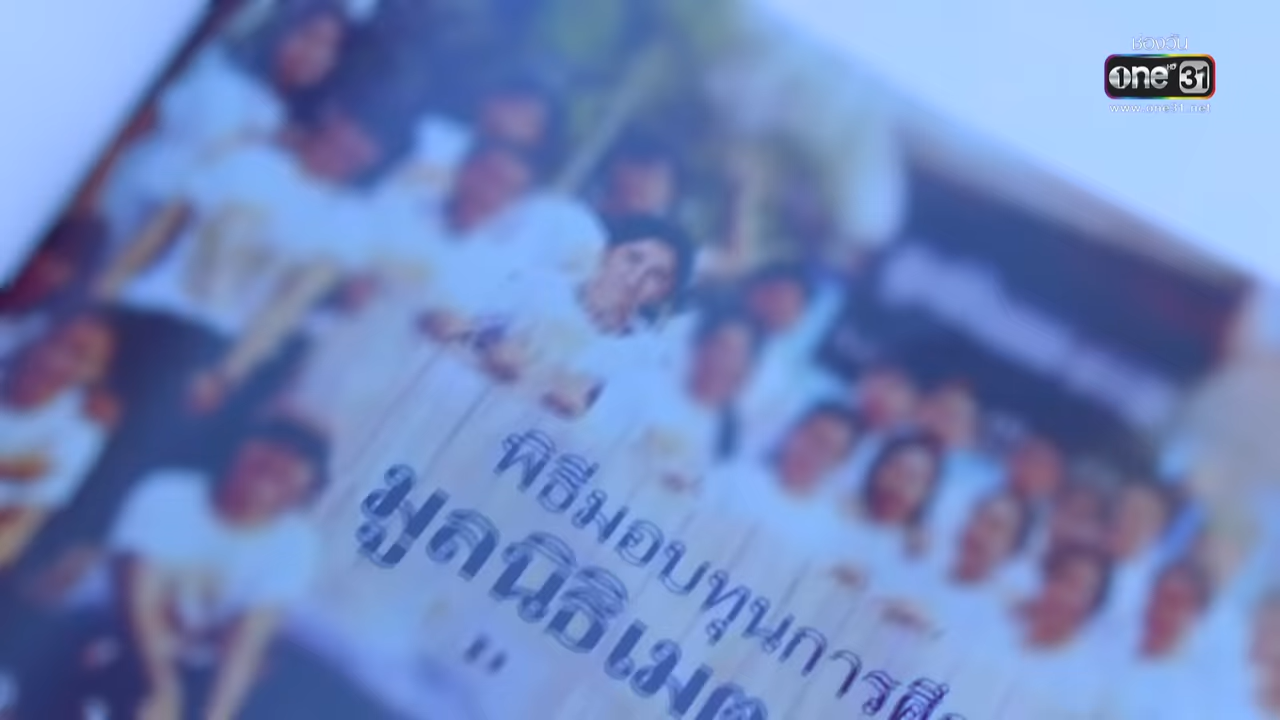 ช่องวัน
one HD 31
www.one31.net
พิธีมอบทุนการศึ
มูลนิธิเมต